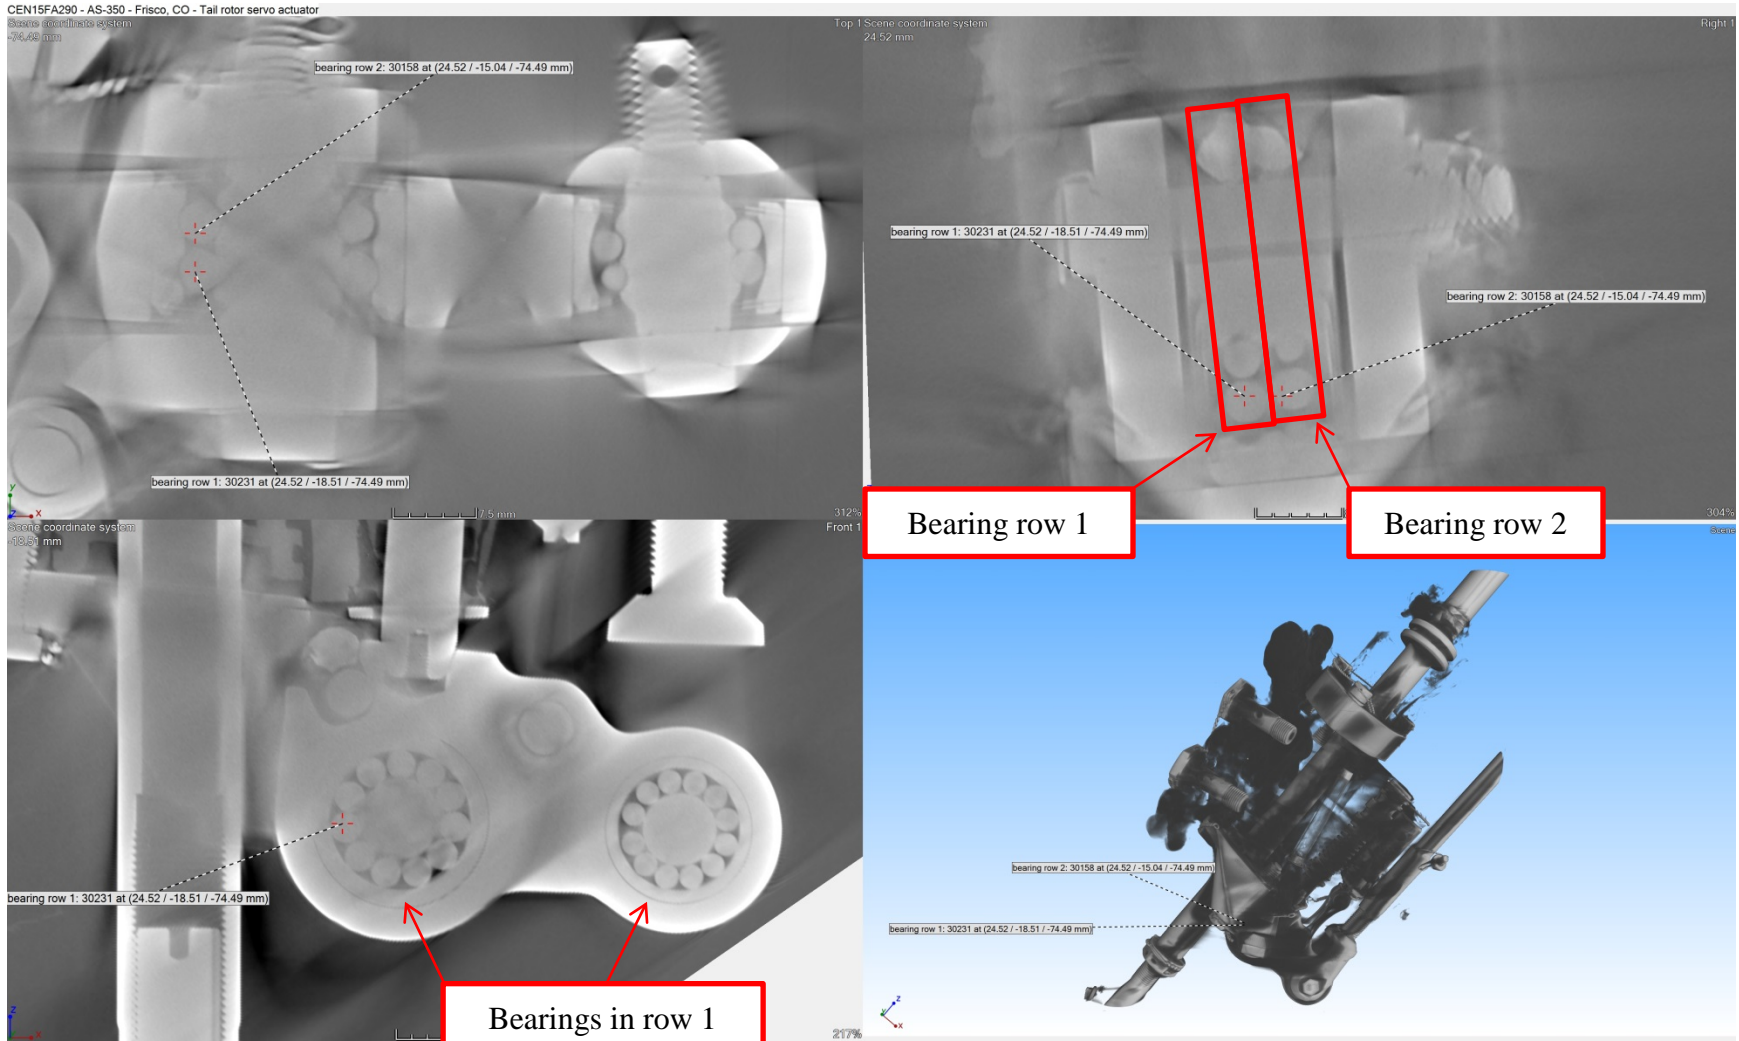 CEN15FA290 - AS-350 - Frisco, CO - Tail rotor servo actuator
Scene coordinate system
-74.49 mm
Top 1
bearing row 2: 30158 at (24.52 / -15.04 / -74.49 mm)
bearing row 1: 30231 at (24.52 / -18.51 / -74.49 mm)
y
z
x
7.5 mm
312%
Scene coordinate system
24.52 mm
Right 1
bearing row 1: 30231 at (24.52 / -18.51 / -74.49 mm)
bearing row 2: 30158 at (24.52 / -15.04 / -74.49 mm)
304%
Bearing row 1
Bearing row 2
Scene coordinate system
-18.51 mm
Front 1
bearing row 1: 30231 at (24.52 / -18.51 / -74.49 mm)
z
x
217%
Bearings in row 1
Scene
bearing row 2: 30158 at (24.52 / -15.04 / -74.49 mm)
bearing row 1: 30231 at (24.52 / -18.51 / -74.49 mm)
z
x